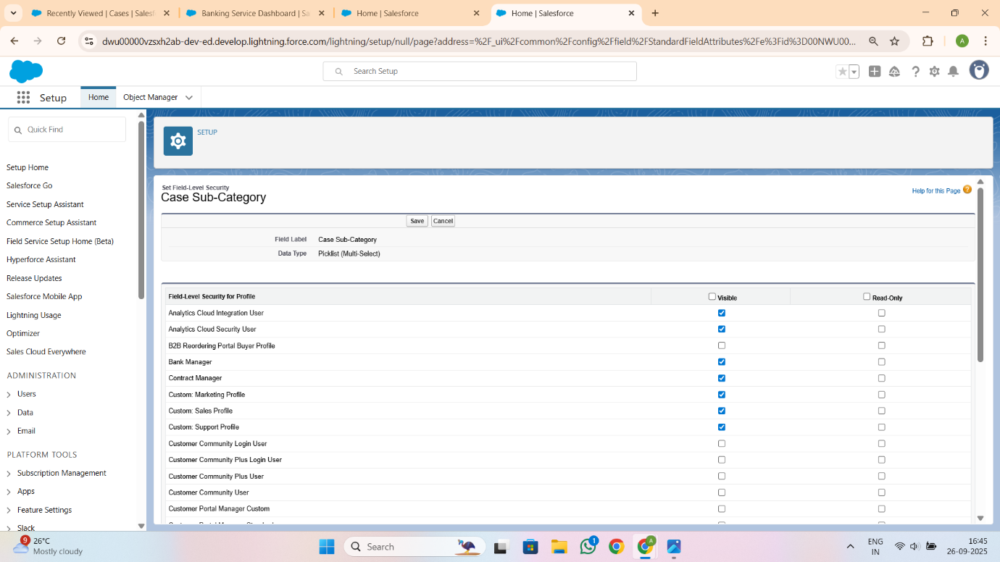 Recently Viewed | Cases | Salesf
Banking Service Dashboard | Sa
Home | Salesforce
Home | Salesforce
dwu00000vzsxh2ab-dev-ed.develop.lightning.force.com/lightning/setup/null/page?address=%2F_ui%2Fcommon%2Fconfig%2Ffield%2FStandardFieldAttributes%2Fe%3Fid%3D00NWU00...
A
Search Setup
Setup
Home
Object Manager
Quick Find
Setup Home
Salesforce Go
Service Setup Assistant
Commerce Setup Assistant
Field Service Setup Home (Beta)
Hyperforce Assistant
Release Updates
Salesforce Mobile App
Lightning Usage
Optimizer
Sales Cloud Everywhere
ADMINISTRATION
Users
Data
Email
PLATFORM TOOLS
Subscription Management
Apps
Feature Settings
Slack
SETUP
Set Field-Level Security
Case Sub-Category
Help for this Page ?
Save Cancel
Field Label Case Sub-Category
Data Type Picklist (Multi-Select)
Field-Level Security for Profile Visible Read-Only
Analytics Cloud Integration User
Analytics Cloud Security User
B2B Reordering Portal Buyer Profile
Bank Manager
Contract Manager
Custom: Marketing Profile
Custom: Sales Profile
Custom: Support Profile
Customer Community Login User
Customer Community Plus Login User
Customer Community Plus User
Customer Community User
Customer Portal Manager Custom
9
26°C
Mostly cloudy
Search
1
A
ENG
IN
16:45
26-09-2025